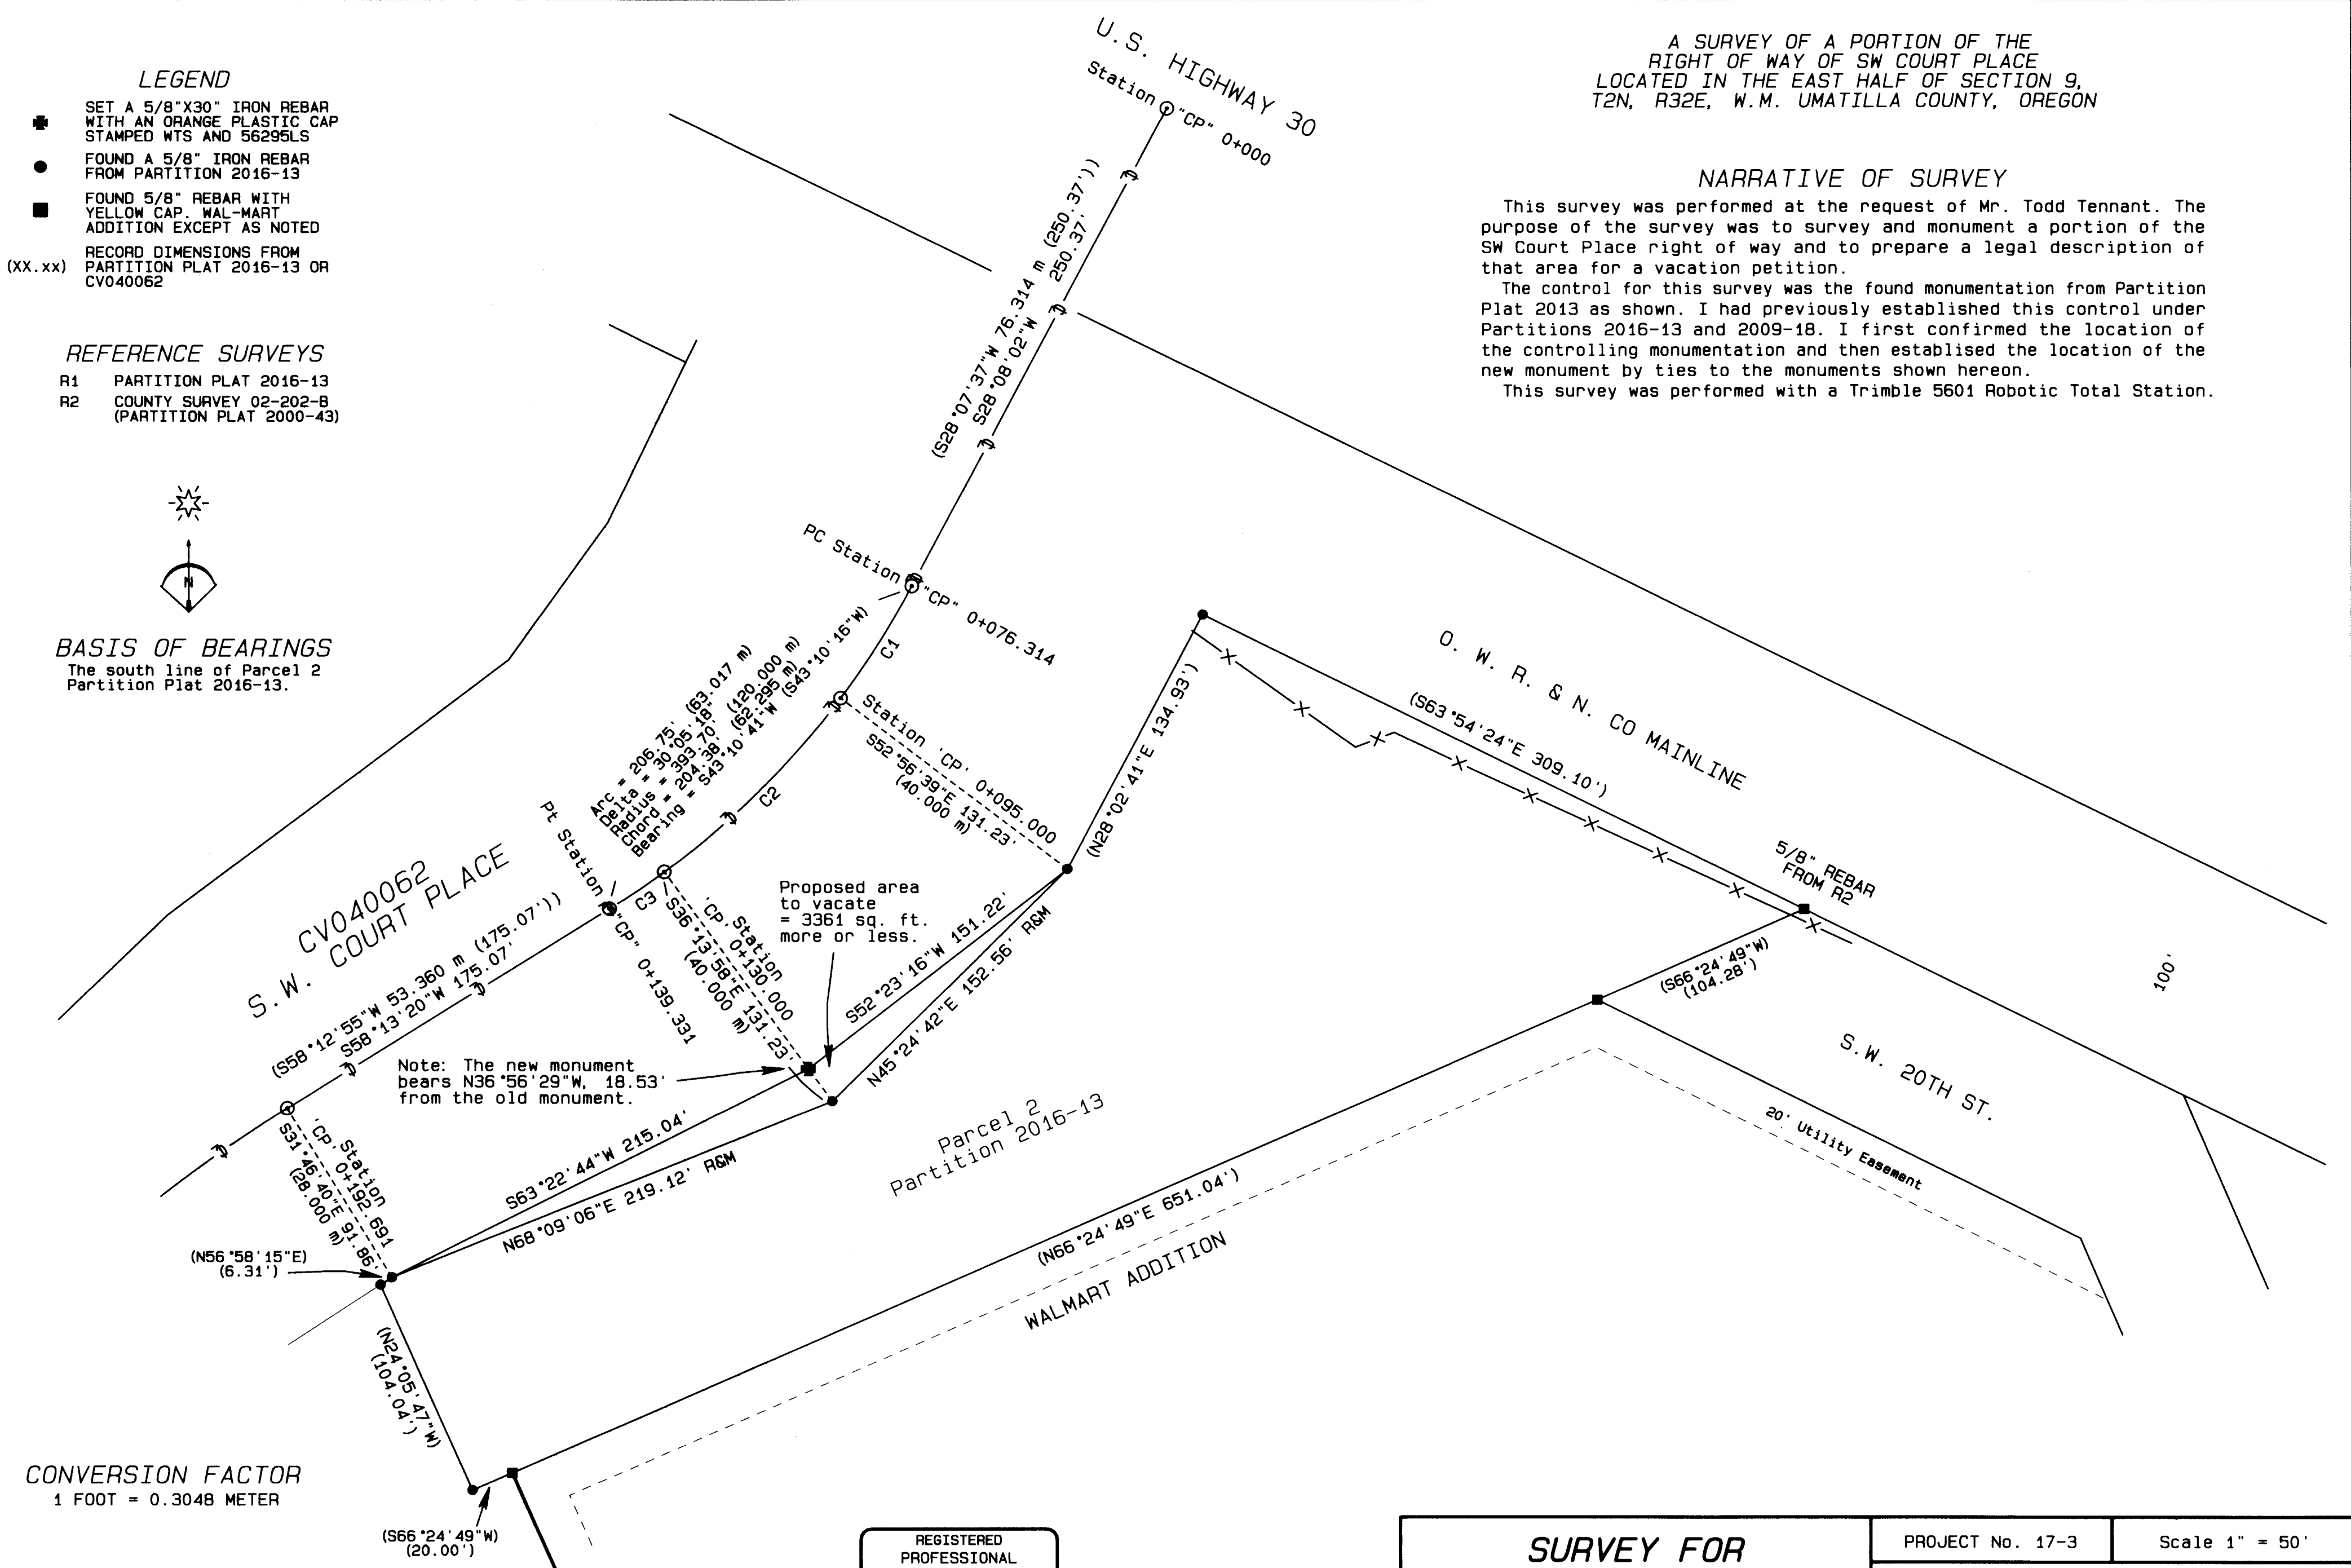 LEGEND
SET A 5/8"X30" IRON REBAR
WITH AN ORANGE PLASTIC CAP
STAMPED WTS AND 56295LS
FOUND A 5/8" IRON REBAR
FROM PARTITION 2016-13
FOUND 5/8" REBAR WITH
YELLOW CAP. WAL-MART
ADDITION EXCEPT AS NOTED
(XX.xx)
RECORD DIMENSIONS FROM
PARTITION PLAT 2016-13 OR
CV040062
REFERENCE SURVEYS
R1 PARTITION PLAT 2016-13
R2 COUNTY SURVEY 02-202-B
(PARTITION PLAT 2000-43)
N
BASIS OF BEARINGS
The south line of Parcel 2
Partition Plat 2016-13.
A SURVEY OF A PORTION OF THE
RIGHT OF WAY OF SW COURT PLACE
LOCATED IN THE EAST HALF OF SECTION 9,
T2N, R32E, W.M. UMATILLA COUNTY, OREGON
NARRATIVE OF SURVEY
This survey was performed at the request of Mr. Todd Tennant. The
purpose of the survey was to survey and monument a portion of the
SW Court Place right of way and to prepare a legal description of
that area for a vacation petition.
The control for this survey was the found monumentation from Partition
Plat 2013 as shown. I had previously established this control under
Partitions 2016-13 and 2009-18. I first confirmed the location of
the controlling monumentation and then establised the location of the
new monument by ties to the monuments shown hereon.
This survey was performed with a Trimble 5601 Robotic Total Station.
U.S. HIGHWAY 30
Station "CP" 0+000
(S28°07'37"W 76.314 m (250.37'))
S28°08'02"W 250.37'
PC Station "CP" 0+076.314
C1
Arc = 206.75' (63.017 m)
Delta = 30°05'18"
Radius = 393.70' (120.000 m)
Chord = 204.38' (62.295 m)
Bearing = S43°10'41"W (S43°10'16"W)
C2
Station 'CP' 0+095.000
S52°56'39"E 131.23'
(40.000 m)
(N28°02'41"E 134.93')
O. W. R. & N. CO MAINLINE
(S63°54'24"E 309.10')
5/8" REBAR
FROM R2
(S66°24'49"W)
(104.28')
100'
S.W. 20TH ST.
20' Utility Easement
Pt Station "CP" 0+139.331
C3
'CP' Station
0+130.000
S36°13'58"E 131.23'
(40.000 m)
Proposed area
to vacate
= 3361 sq. ft.
more or less.
S52°23'16"W 151.22'
N45°24'42"E 152.56' R&M
CV040062
S.W. COURT PLACE
(S58°12'55"W 53.360 m (175.07'))
S58°13'20"W 175.07'
Note: The new monument
bears N36°56'29"W, 18.53'
from the old monument.
S63°22'44"W 215.04'
N68°09'06"E 219.12' R&M
'CP' Station
0+192.691
S31°46'40"E 91.86'
(28.000 m)
(N56°58'15"E)
(6.31')
(N24°05'47"W)
(104.04')
Parcel 2
Partition 2016-13
(N66°24'49"E 651.04')
WALMART ADDITION
CONVERSION FACTOR
1 FOOT = 0.3048 METER
(S66°24'49"W)
(20.00')
REGISTERED
PROFESSIONAL
SURVEY FOR
PROJECT No. 17-3
Scale 1" = 50'